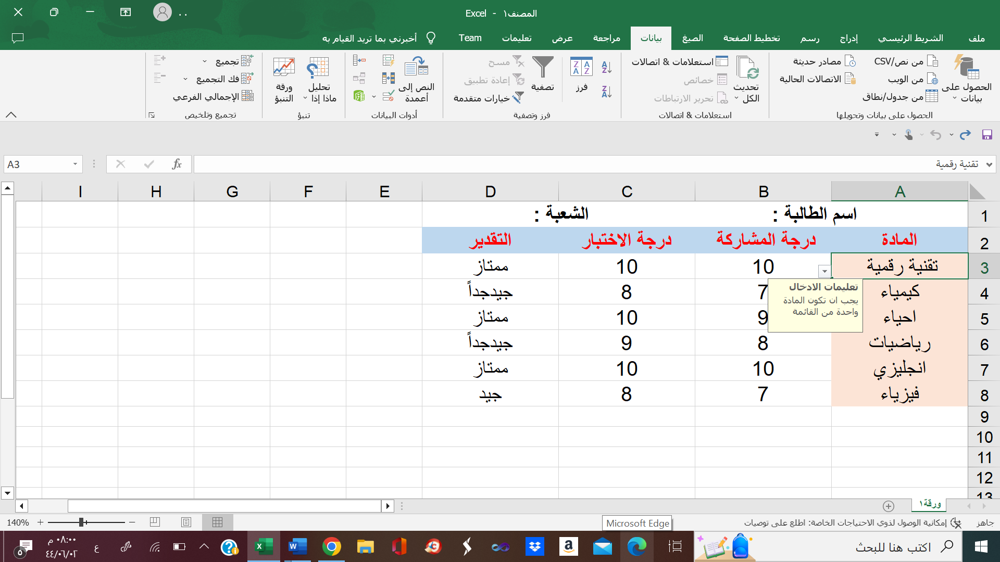 المصنف١ - Excel
. .
ملف
الشريط الرئيسي
إدراج
رسم
تخطيط الصفحة
الصيغ
بيانات
مراجعة
عرض
تعليمات
Team
أخبرني بما تريد القيام به
الحصول على بيانات
من نص/CSV
من الويب
من جدول/نطاق
مصادر حديثة
الاتصالات الحالية
الحصول على بيانات وتحويلها
تحديث الكل
استعلامات & اتصالات
خصائص
تحرير الارتباطات
استعلامات & اتصالات
فرز
تصفية
مسح
إعادة تطبيق
خيارات متقدمة
فرز وتصفية
النص إلى أعمدة
أدوات البيانات
تحليل ماذا إذا
ورقة التنبؤ
تنبؤ
تجميع
فك التجميع
الإجمالي الفرعي
تجميع وتلخيص
A3
fx
تقنية رقمية
A B C D E F G H I
1 اسم الطالبة : الشعبة :
2 المادة درجة المشاركة درجة الاختبار التقدير
3 تقنية رقمية 10 10 ممتاز
4 كيمياء 7 8 جيدجداً
5 احياء 9 10 ممتاز
6 رياضيات 8 9 جيدجداً
7 انجليزي 10 10 ممتاز
8 فيزياء 7 8 جيد
9
10
11
12
13
تعليمات الادخال
يجب ان تكون المادة
واحدة من القائمة
ورقة١
جاهز
إمكانية الوصول لذوي الاحتياجات الخاصة: اطلع على توصيات
Microsoft Edge
140%
اكتب هنا للبحث
ع
٠٨:٠٠ م
٤٤/٠٦/٠٢
٥